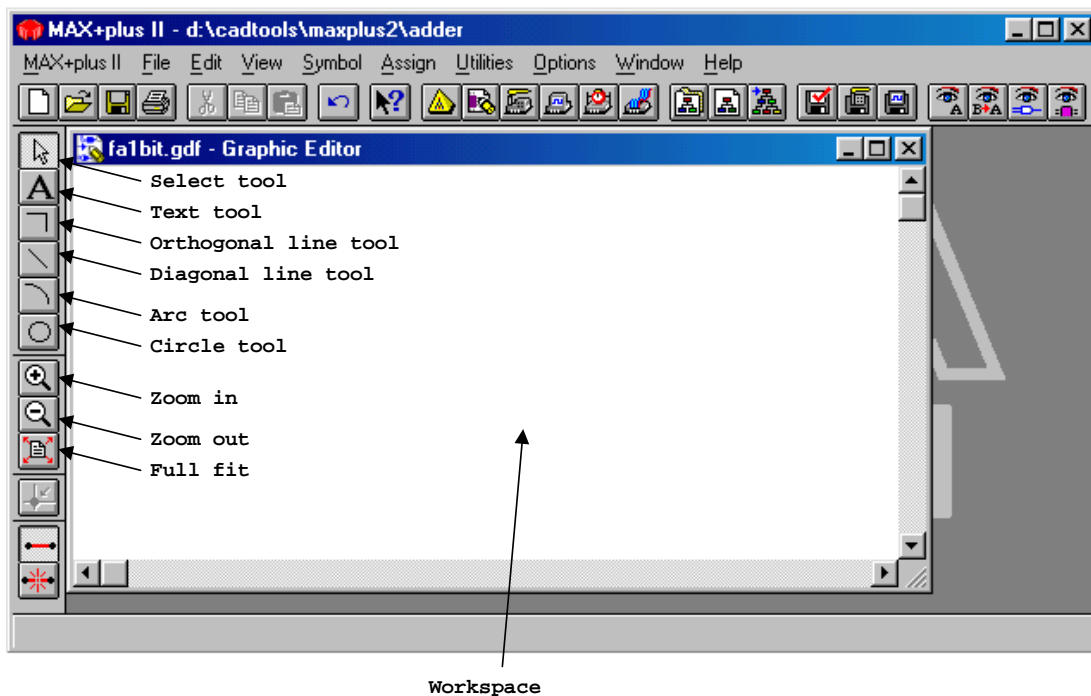 MAX+plus II - d:\cadtools\maxplus2\adder
MAX+plus II File Edit View Symbol Assign Utilities Options Window Help
A B+A
fa1bit.gdf - Graphic Editor
A
Select tool
Text tool
Orthogonal line tool
Diagonal line tool
Arc tool
Circle tool
Zoom in
Zoom out
Full fit
Workspace